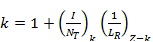 k = 1 + (I/N_T)_k (1/L_R)_{Z−k}